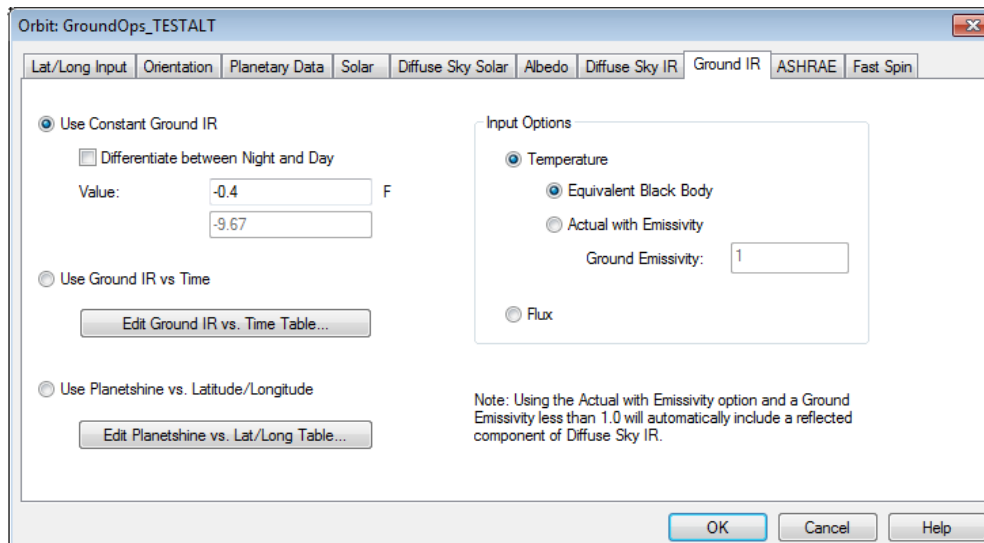 Orbit: GroundOps_TESTALT
Lat/Long Input Orientation Planetary Data Solar Diffuse Sky Solar Albedo Diffuse Sky IR Ground IR ASHRAE Fast Spin
Use Constant Ground IR
Differentiate between Night and Day
Value: -0.4 F
-9.67
Use Ground IR vs Time
Edit Ground IR vs. Time Table...
Use Planetshine vs. Latitude/Longitude
Edit Planetshine vs. Lat/Long Table...
Input Options
Temperature
Equivalent Black Body
Actual with Emissivity
Ground Emissivity: 1
Flux
Note: Using the Actual with Emissivity option and a Ground
Emissivity less than 1.0 will automatically include a reflected
component of Diffuse Sky IR.
OK Cancel Help